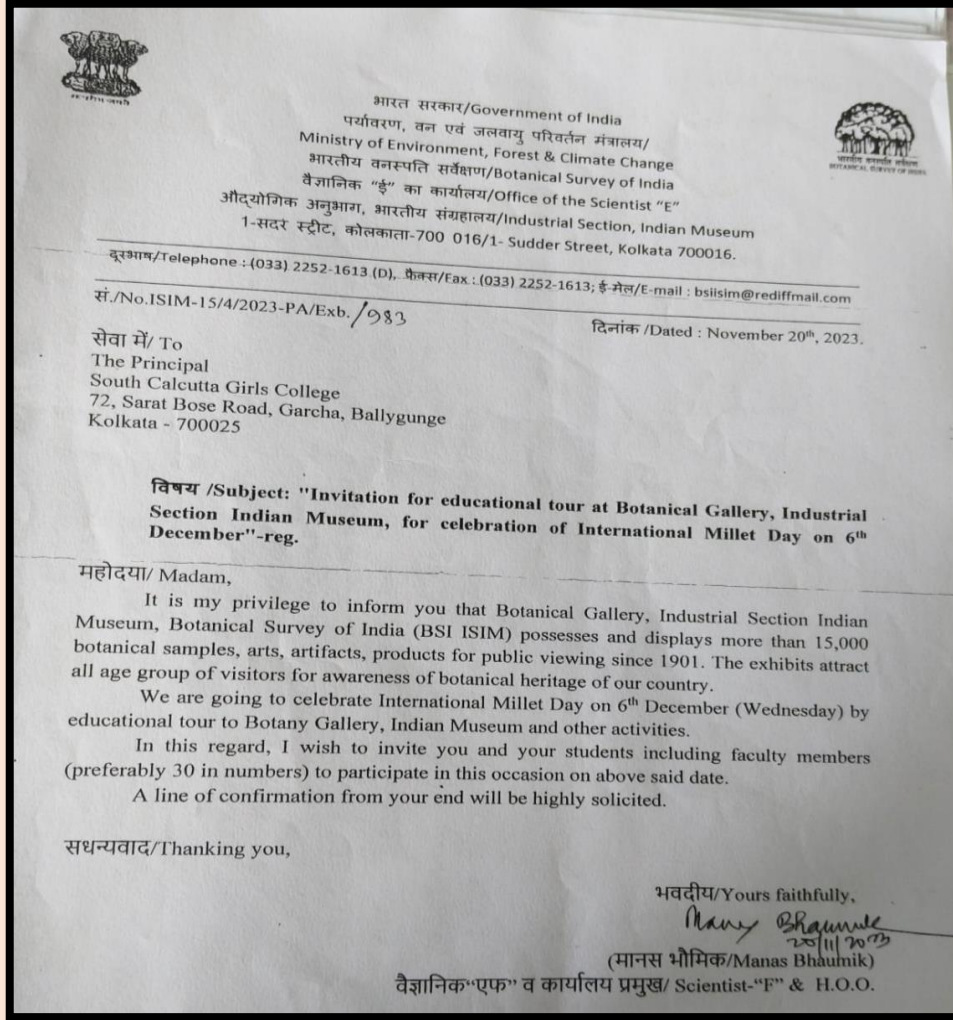 सत्यमेव जयते
भारत सरकार/Government of India
पर्यावरण, वन एवं जलवायु परिवर्तन मंत्रालय/
Ministry of Environment, Forest & Climate Change
भारतीय वनस्पति सर्वेक्षण/Botanical Survey of India
वैज्ञानिक "ई" का कार्यालय/Office of the Scientist "E"
औद्योगिक अनुभाग, भारतीय संग्रहालय/Industrial Section, Indian Museum
1-सदर स्ट्रीट, कोलकाता-700 016/1- Sudder Street, Kolkata 700016.
भारतीय वनस्पति सर्वेक्षण
BOTANICAL SURVEY OF INDIA
दूरभाष/Telephone : (033) 2252-1613 (D), फ़ैक्स/Fax : (033) 2252-1613; ई-मेल/E-mail : bsiisim@rediffmail.com
सं./No.ISIM-15/4/2023-PA/Exb./983
दिनांक /Dated : November 20th, 2023.
सेवा में/ To
The Principal
South Calcutta Girls College
72, Sarat Bose Road, Garcha, Ballygunge
Kolkata - 700025
विषय /Subject: "Invitation for educational tour at Botanical Gallery, Industrial
Section Indian Museum, for celebration of International Millet Day on 6th
December"-reg.
महोदया/ Madam,
It is my privilege to inform you that Botanical Gallery, Industrial Section Indian
Museum, Botanical Survey of India (BSI ISIM) possesses and displays more than 15,000
botanical samples, arts, artifacts, products for public viewing since 1901. The exhibits attract
all age group of visitors for awareness of botanical heritage of our country.
We are going to celebrate International Millet Day on 6th December (Wednesday) by
educational tour to Botany Gallery, Indian Museum and other activities.
In this regard, I wish to invite you and your students including faculty members
(preferably 30 in numbers) to participate in this occasion on above said date.
A line of confirmation from your end will be highly solicited.
सधन्यवाद/Thanking you,
भवदीय/Yours faithfully,
Manas Bhaumik
20/11/2023
(मानस भौमिक/Manas Bhaumik)
वैज्ञानिक"एफ" व कार्यालय प्रमुख/ Scientist-"F" & H.O.O.